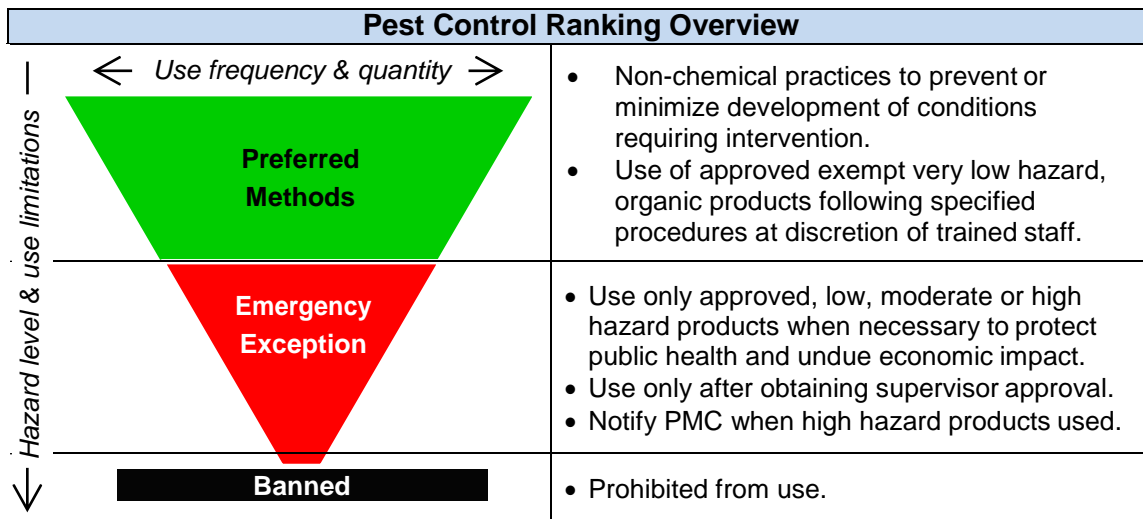 Pest Control Ranking Overview
Use frequency & quantity
Hazard level & use limitations
Preferred
Methods
• Non-chemical practices to prevent or
minimize development of conditions
requiring intervention.
• Use of approved exempt very low hazard,
organic products following specified
procedures at discretion of trained staff.
Emergency
Exception
• Use only approved, low, moderate or high
hazard products when necessary to protect
public health and undue economic impact.
• Use only after obtaining supervisor approval.
• Notify PMC when high hazard products used.
Banned
• Prohibited from use.